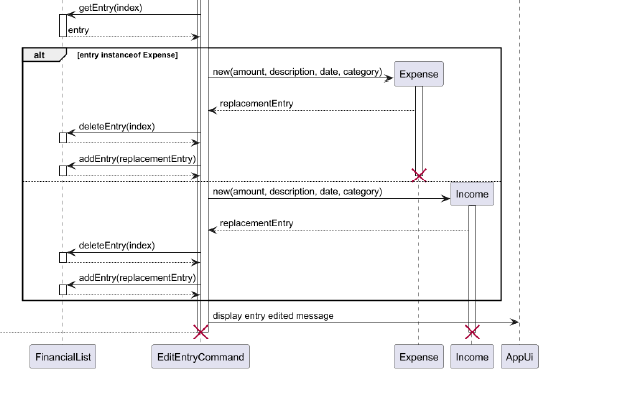 getEntry(index)
entry
alt [entry instanceof Expense]
new(amount, description, date, category)
Expense
replacementEntry
deleteEntry(index)
addEntry(replacementEntry)
new(amount, description, date, category)
Income
replacementEntry
deleteEntry(index)
addEntry(replacementEntry)
display entry edited message
FinancialList EditEntryCommand Expense Income AppUi